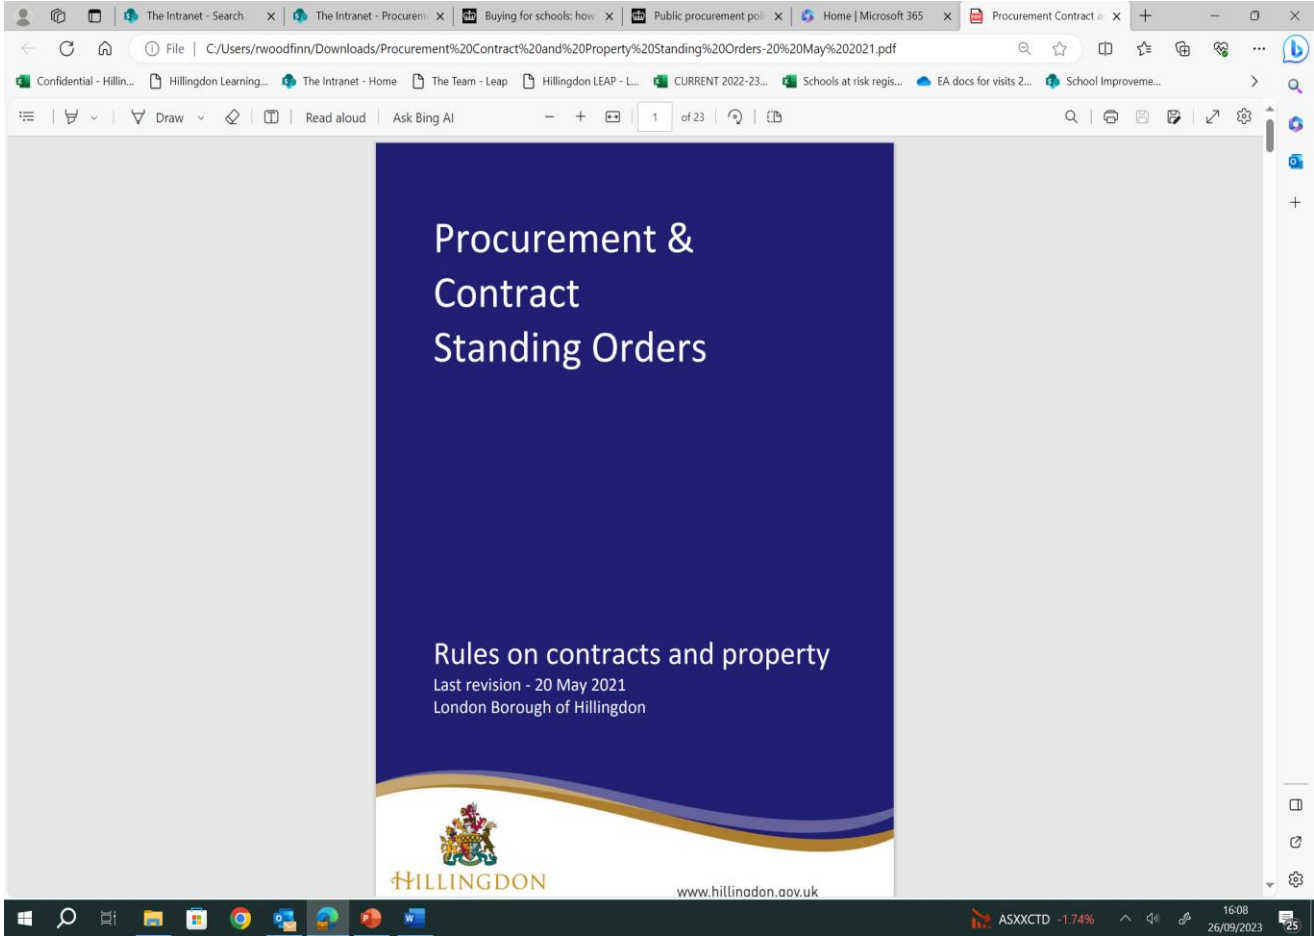 The Intranet - Search
The Intranet - Procurem
Buying for schools: how
Public procurement poli
Home | Microsoft 365
Procurement Contract a
File
C:/Users/rwoodfinn/Downloads/Procurement%20Contract%20and%20Property%20Standing%20Orders-20%20May%202021.pdf
Confidential - Hillin...
Hillingdon Learning...
The Intranet - Home
The Team - Leap
Hillingdon LEAP - L...
CURRENT 2022-23...
Schools at risk regis...
EA docs for visits 2...
School Improveme...
Draw
Read aloud
Ask Bing AI
1 of 23
Procurement &
Contract
Standing Orders
Rules on contracts and property
Last revision - 20 May 2021
London Borough of Hillingdon
HILLINGDON
www.hillingdon.gov.uk
ASXXCTD -1.74%
16:08
26/09/2023
25